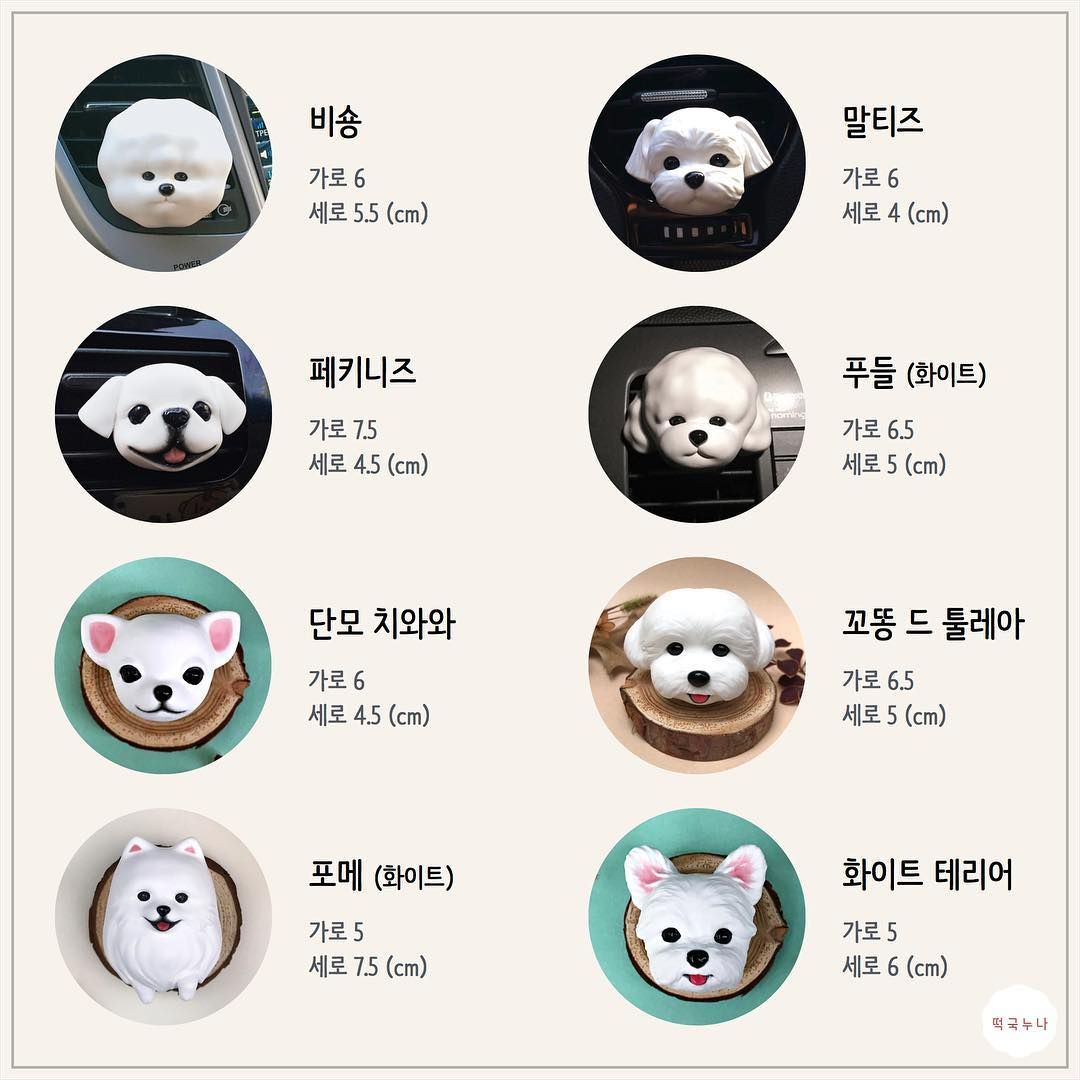 비숑
가로 6
세로 5.5 (cm)
POWER
말티즈
가로 6
세로 4 (cm)
페키니즈
가로 7.5
세로 4.5 (cm)
푸들 (화이트)
가로 6.5
세로 5 (cm)
morning
단모 치와와
가로 6
세로 4.5 (cm)
꼬똥 드 툴레아
가로 6.5
세로 5 (cm)
포메 (화이트)
가로 5
세로 7.5 (cm)
화이트 테리어
가로 5
세로 6 (cm)
떡국누나